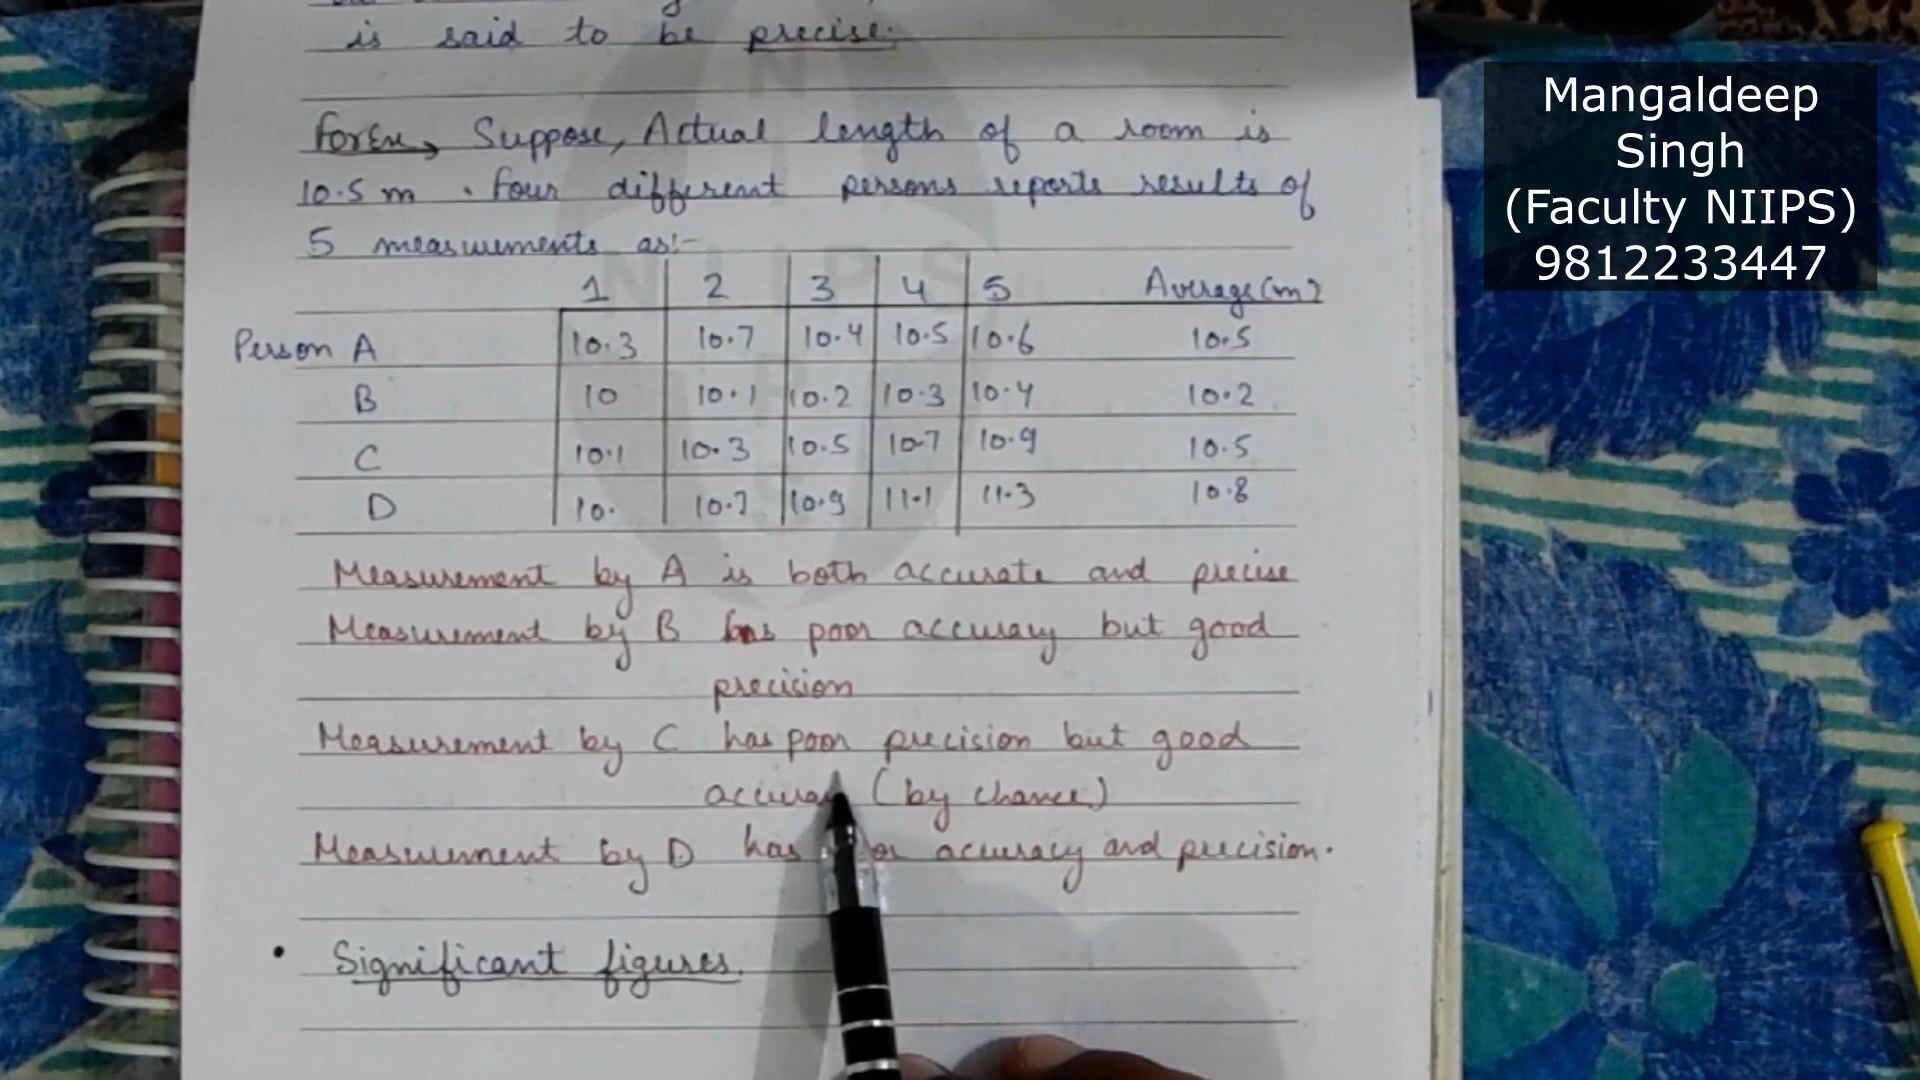 is said to be precise.
For Ex, Suppose, Actual length of a room is
10.5 m. Four different persons reports results of
5 measurements as:-
1 2 3 4 5 Average(m)
Person A 10.3 10.7 10.4 10.5 10.6 10.5
B 10 10.1 10.2 10.3 10.4 10.2
C 10.1 10.3 10.5 10.7 10.9 10.5
D 10. 10.7 10.9 11.1 11.3 10.8
Measurement by A is both accurate and precise
Measurement by B has poor accuracy but good
precision
Measurement by C has poor precision but good
(by chance)
Measurement by D has accuracy and precision.
• Significant figures.
Mangaldeep
Singh
(Faculty NIIPS)
9812233447
N
NIIPS